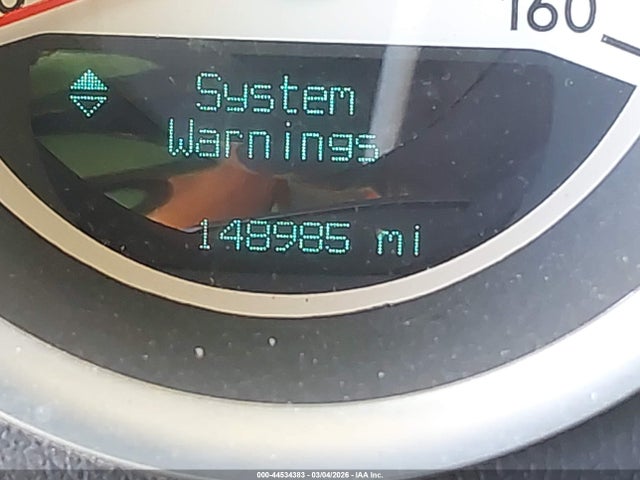 160
System
Warnings
148985 mi
000-44534383 - 03/04/2026 - IAA Inc.